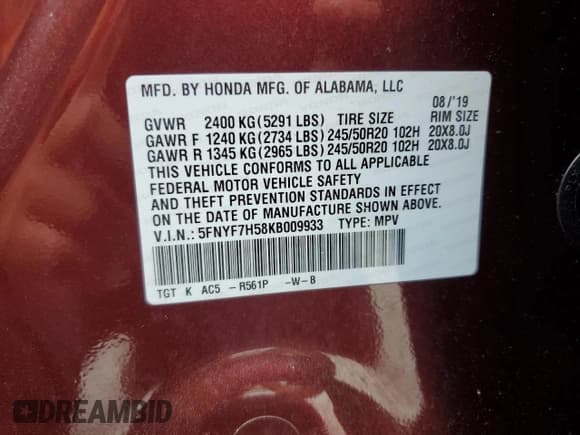 MFD. BY HONDA MFG. OF ALABAMA, LLC
08/'19
GVWR 2400 KG(5291 LBS) TIRE SIZE RIM SIZE
GAWR F 1240 KG(2734 LBS)245/50R20 102H 20X8.0J
GAWR R 1345 KG(2965 LBS)245/50R20 102H 20X8.0J
THIS VEHICLE CONFORMS TO ALL APPLICABLE
FEDERAL MOTOR VEHICLE SAFETY
AND THEFT PREVENTION STANDARDS IN EFFECT
ON THE DATE OF MANUFACTURE SHOWN ABOVE.
V.I.N.: 5FNYF7H58KB009933 TYPE: MPV
TGT K AC5 -R561P -W-B
DREAMBID